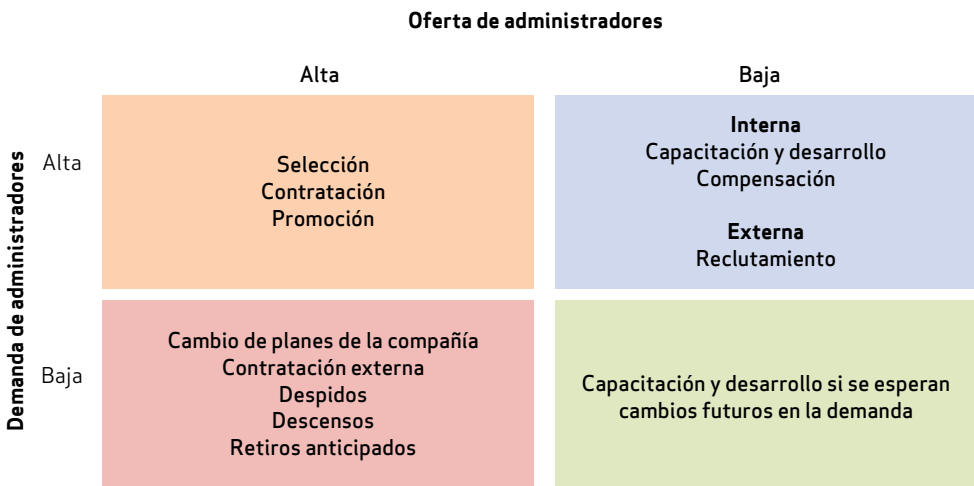 Oferta de administradores
Alta
Baja
Demanda de administradores
Alta
Selección
Contratación
Promoción
Interna
Capacitación y desarrollo
Compensación
Externa
Reclutamiento
Baja
Cambio de planes de la compañía
Contratación externa
Despidos
Descensos
Retiros anticipados
Capacitación y desarrollo si se esperan
cambios futuros en la demanda